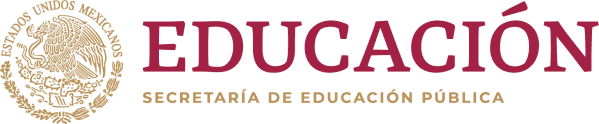 ESTADOS UNIDOS MEXICANOS
EDUCACIÓN
SECRETARÍA DE EDUCACIÓN PÚBLICA